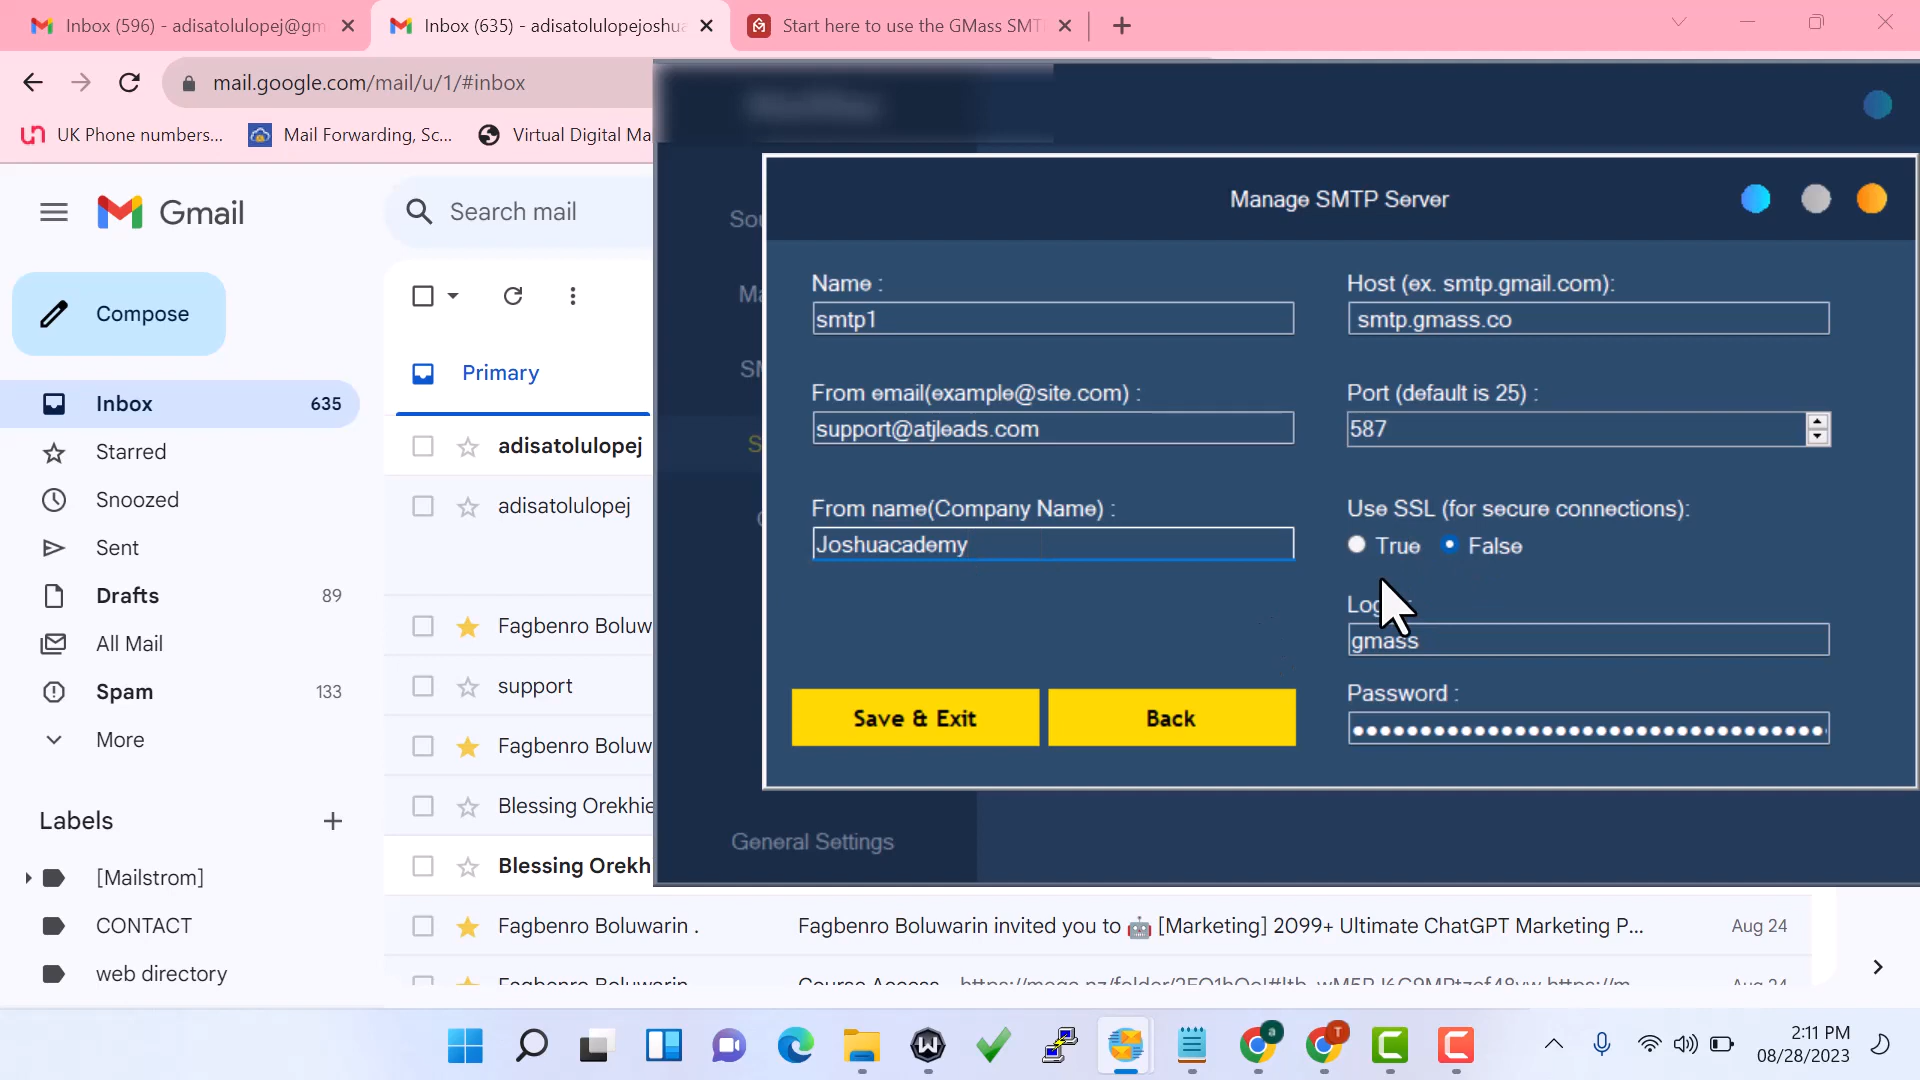 Inbox (596) - adisatolulopej@gm
Inbox (635) - adisatolulopejoshua
Start here to use the GMass SMT
mail.google.com/mail/u/1/#inbox
UK Phone numbers...
Mail Forwarding, Sc...
Virtual Digital Ma
Gmail
Search mail
Compose
Inbox 635
Starred
Snoozed
Sent
Drafts 89
All Mail
Spam 133
More
Labels
[Mailstrom]
CONTACT
web directory
Primary
adisatolulopej
adisatolulopej
Fagbenro Boluw
support
Fagbenro Boluw
Blessing Orekhie
Blessing Orekh
Fagbenro Boluwarin . Fagbenro Boluwarin invited you to 🤖 [Marketing] 2099+ Ultimate ChatGPT Marketing P... Aug 24
Manage SMTP Server
Name :
smtp1
From email(example@site.com) :
support@atjleads.com
From name(Company Name) :
Joshuacademy
Save & Exit
Back
Host (ex. smtp.gmail.com):
smtp.gmass.co
Port (default is 25) :
587
Use SSL (for secure connections):
True False
gmass
Password :
General Settings
2:11 PM
08/28/2023